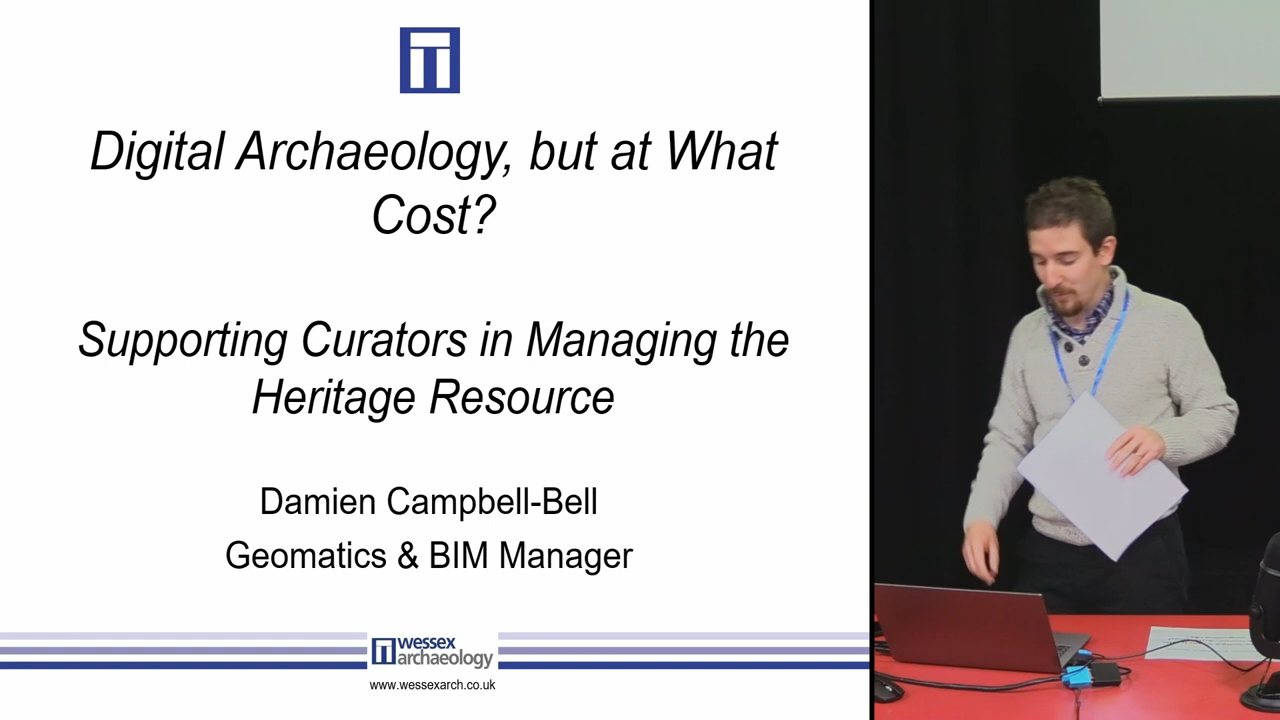 Digital Archaeology, but at What
Cost?
Supporting Curators in Managing the
Heritage Resource
Damien Campbell-Bell
Geomatics & BIM Manager
wessex
archaeology
www.wessexarch.co.uk